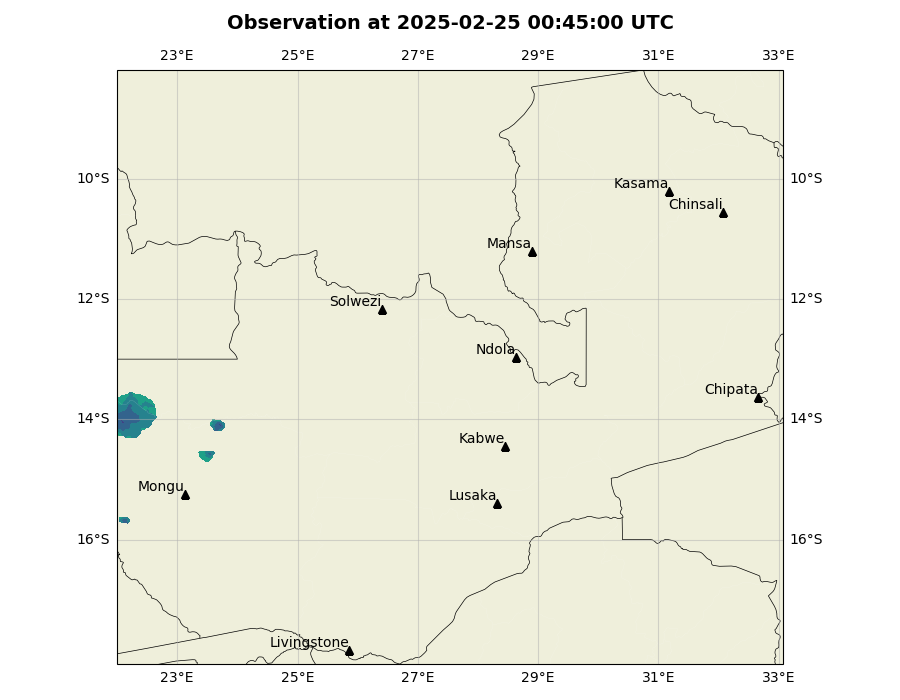 Observation at 2025-02-25 00:45:00 UTC
23°E 25°E 27°E 29°E 31°E 33°E
10°S 10°S
Kasama
Chinsali
Mansa
12°S 12°S
Solwezi
Ndola
Chipata
14°S 14°S
Kabwe
Mongu
Lusaka
16°S 16°S
Livingstone
23°E 25°E 27°E 29°E 31°E 33°E